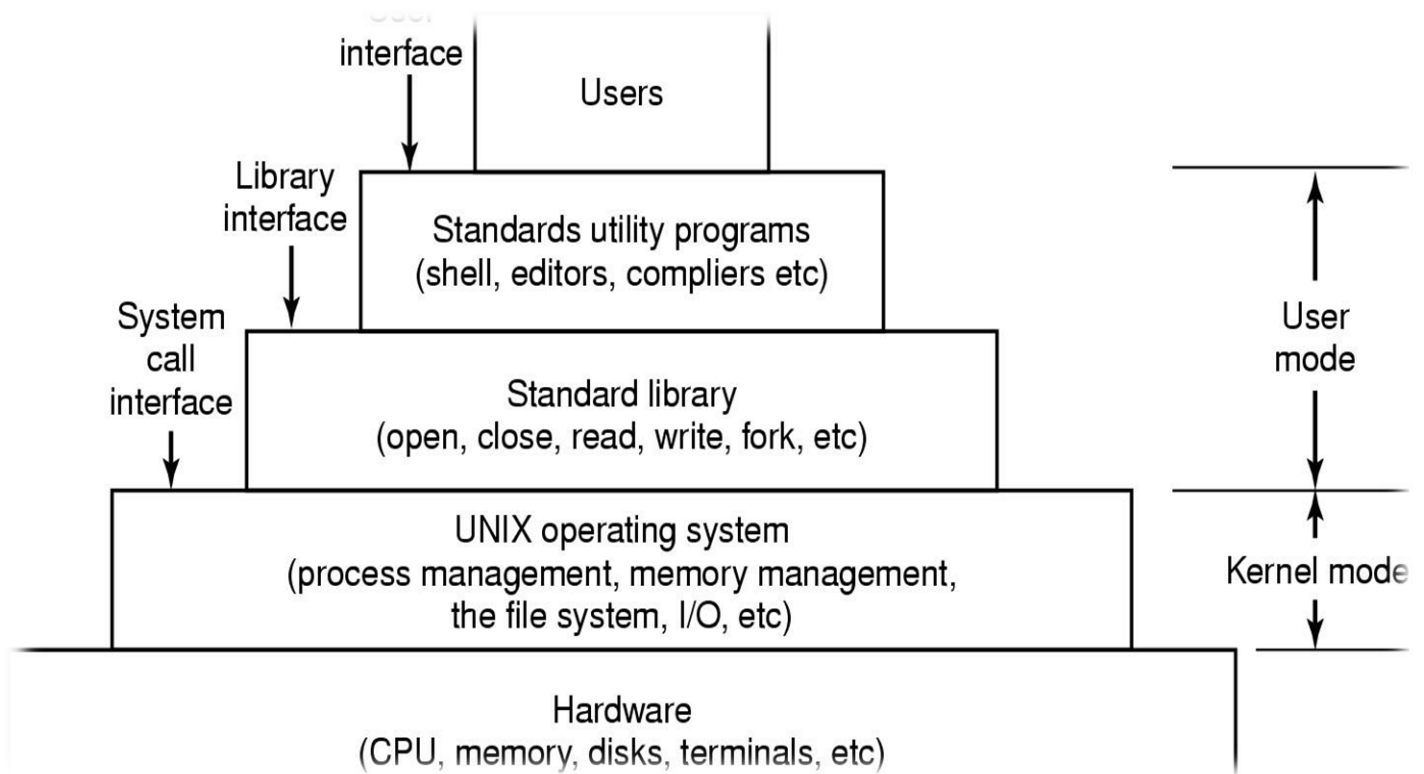 interface
Users
Library
interface
Standards utility programs
(shell, editors, compliers etc)
System
call
interface
User
mode
Standard library
(open, close, read, write, fork, etc)
UNIX operating system
(process management, memory management,
the file system, I/O, etc)
Kernel mode
Hardware
(CPU, memory, disks, terminals, etc)